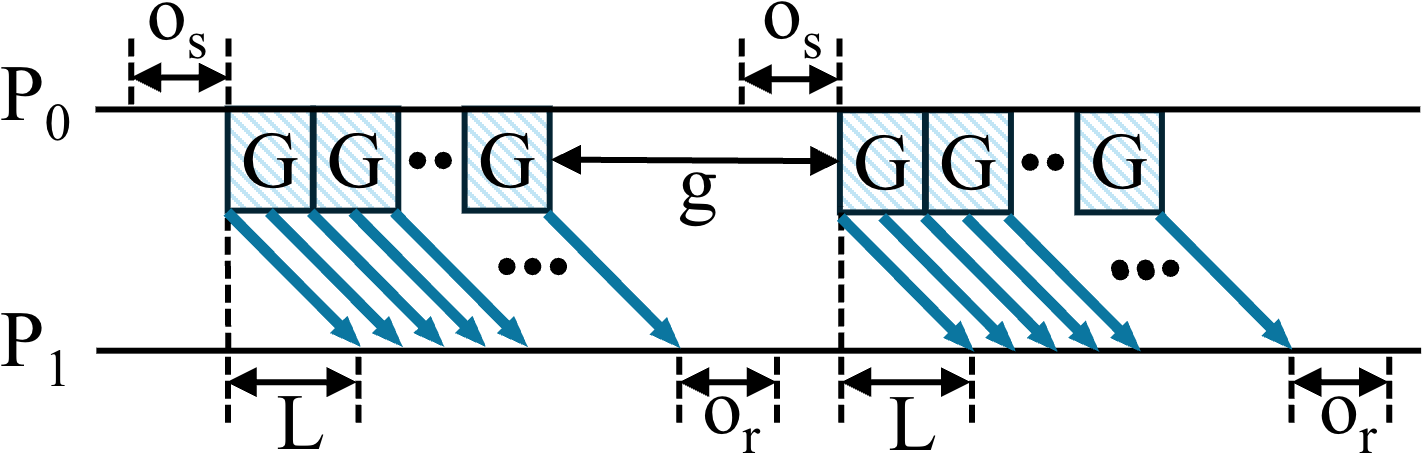 oₛ oₛ
P₀
G G •• G g G G •• G
••• •••
P₁
L oᵣ L oᵣ